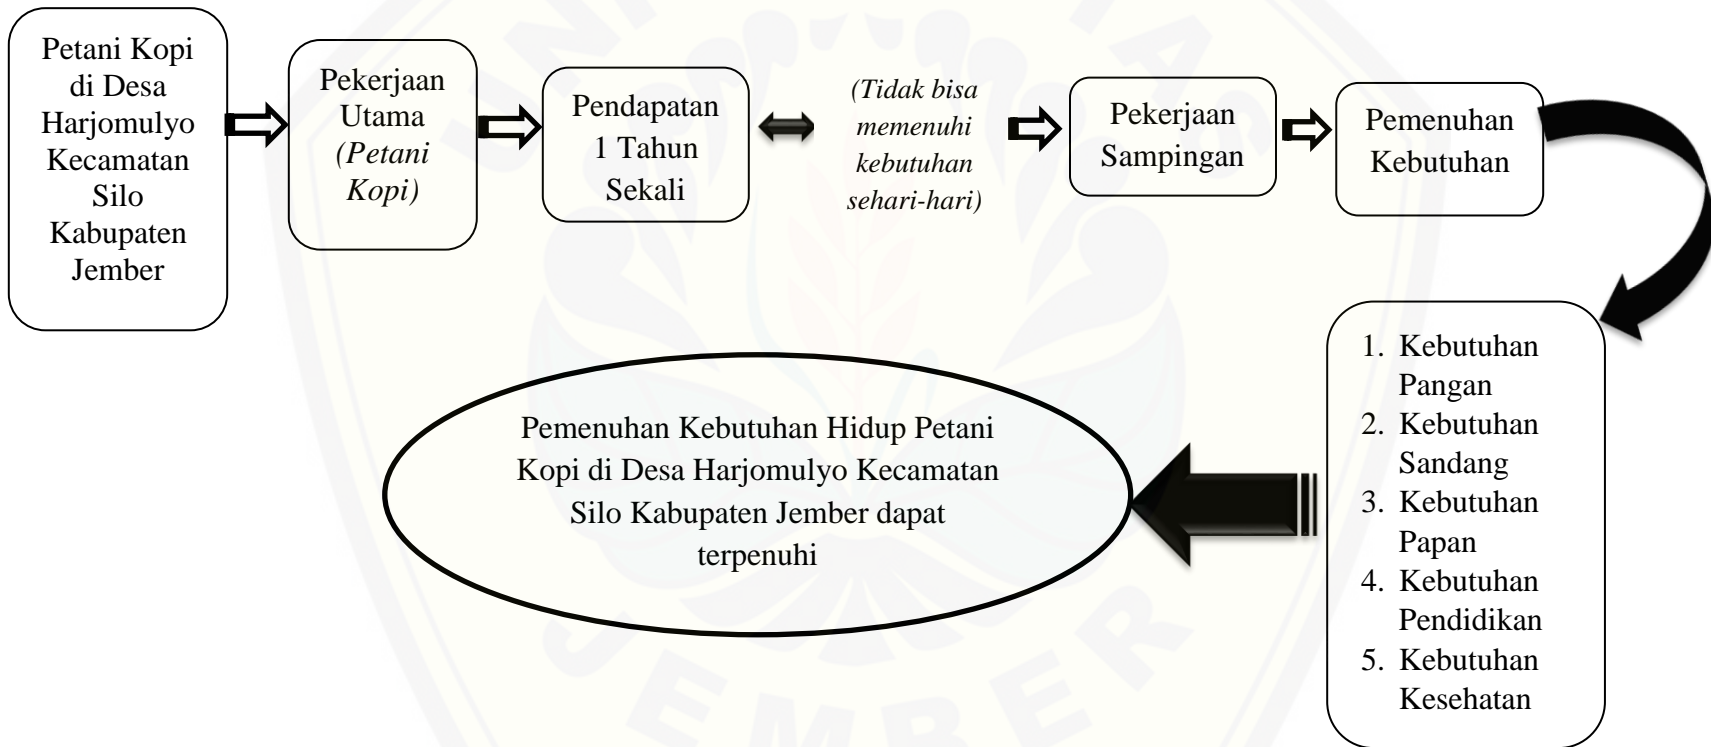 Petani Kopi
di Desa
Harjomulyo
Kecamatan
Silo
Kabupaten
Jember
Pekerjaan
Utama
(Petani
Kopi)
Pendapatan
1 Tahun
Sekali
(Tidak bisa
memenuhi
kebutuhan
sehari-hari)
Pekerjaan
Sampingan
Pemenuhan
Kebutuhan
1. Kebutuhan
Pangan
2. Kebutuhan
Sandang
3. Kebutuhan
Papan
4. Kebutuhan
Pendidikan
5. Kebutuhan
Kesehatan
Pemenuhan Kebutuhan Hidup Petani
Kopi di Desa Harjomulyo Kecamatan
Silo Kabupaten Jember dapat
terpenuhi
JEMBER